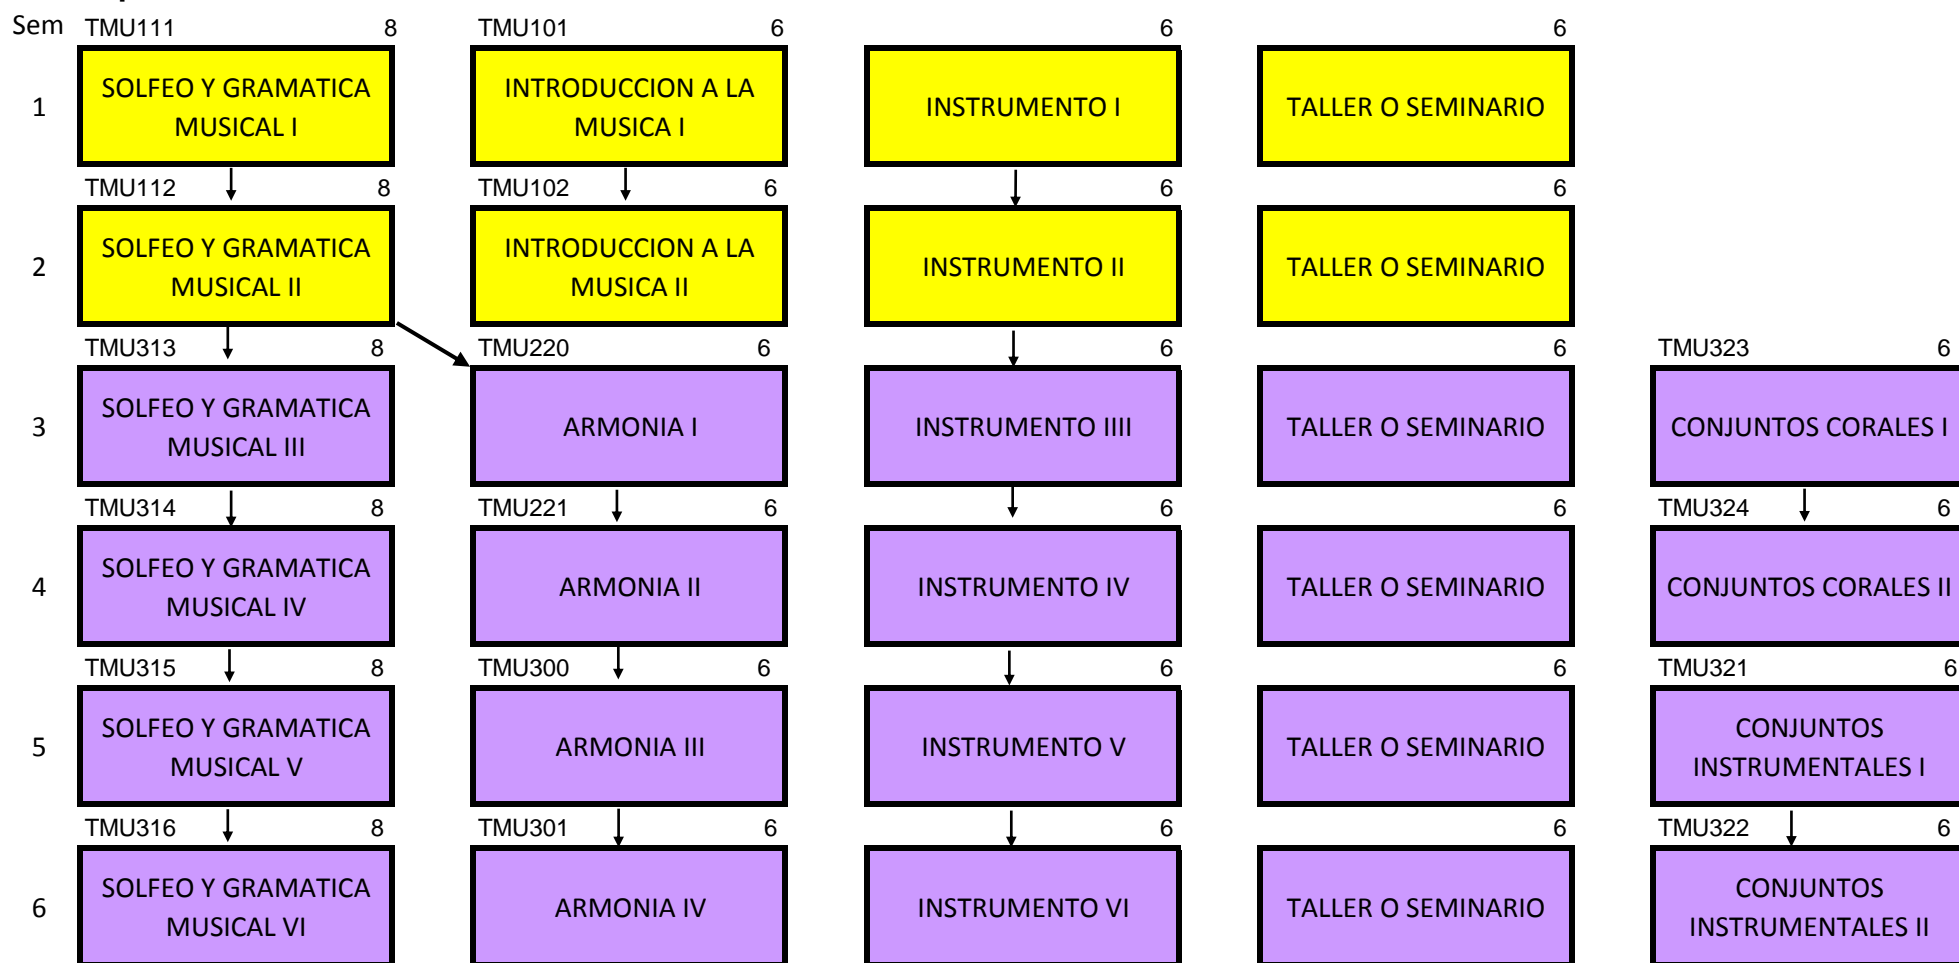 Sem TMU111 8 TMU101 6 6 6
1 SOLFEO Y GRAMATICA MUSICAL I INTRODUCCION A LA MUSICA I INSTRUMENTO I TALLER O SEMINARIO
TMU112 8 TMU102 6 6 6
2 SOLFEO Y GRAMATICA MUSICAL II INTRODUCCION A LA MUSICA II INSTRUMENTO II TALLER O SEMINARIO
TMU313 8 TMU220 6 6 6 TMU323 6
3 SOLFEO Y GRAMATICA MUSICAL III ARMONIA I INSTRUMENTO IIII TALLER O SEMINARIO CONJUNTOS CORALES I
TMU314 8 TMU221 6 6 6 TMU324 6
4 SOLFEO Y GRAMATICA MUSICAL IV ARMONIA II INSTRUMENTO IV TALLER O SEMINARIO CONJUNTOS CORALES II
TMU315 8 TMU300 6 6 6 TMU321 6
5 SOLFEO Y GRAMATICA MUSICAL V ARMONIA III INSTRUMENTO V TALLER O SEMINARIO CONJUNTOS INSTRUMENTALES I
TMU316 8 TMU301 6 6 6 TMU322 6
6 SOLFEO Y GRAMATICA MUSICAL VI ARMONIA IV INSTRUMENTO VI TALLER O SEMINARIO CONJUNTOS INSTRUMENTALES II